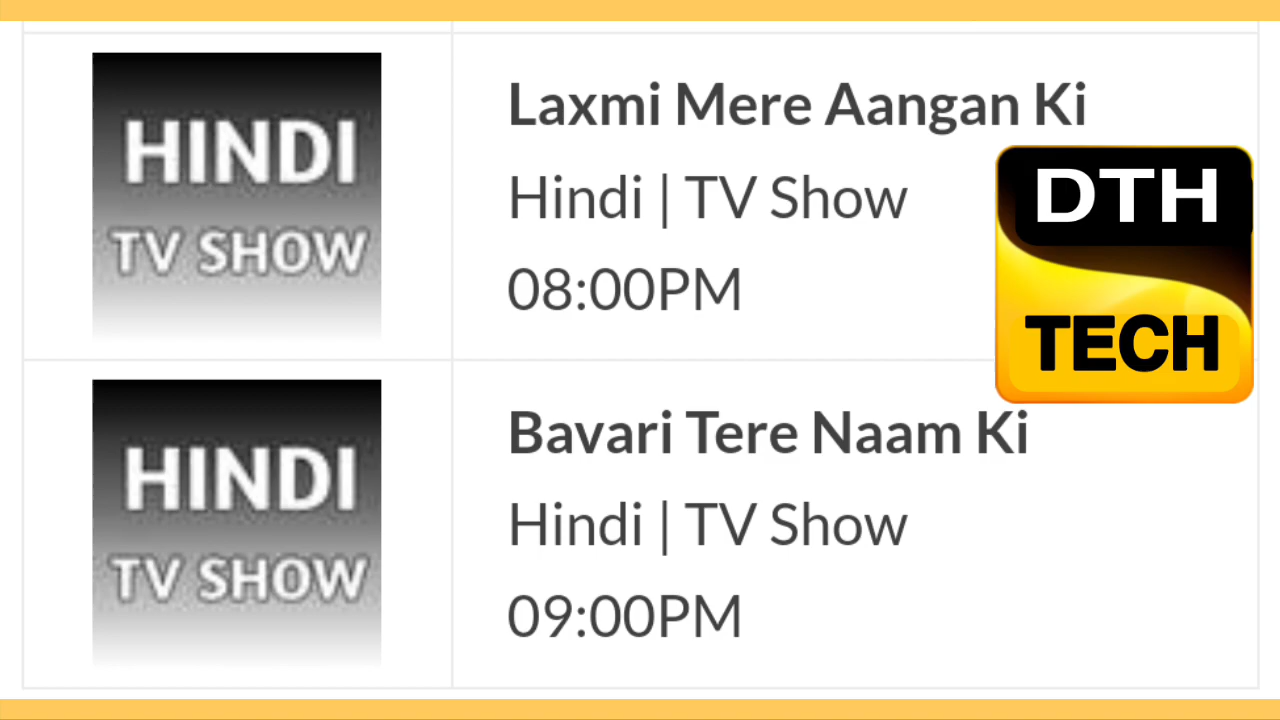 HINDI
TV SHOW
Laxmi Mere Aangan Ki
Hindi | TV Show
08:00PM
DTH
TECH
HINDI
TV SHOW
Bavari Tere Naam Ki
Hindi | TV Show
09:00PM